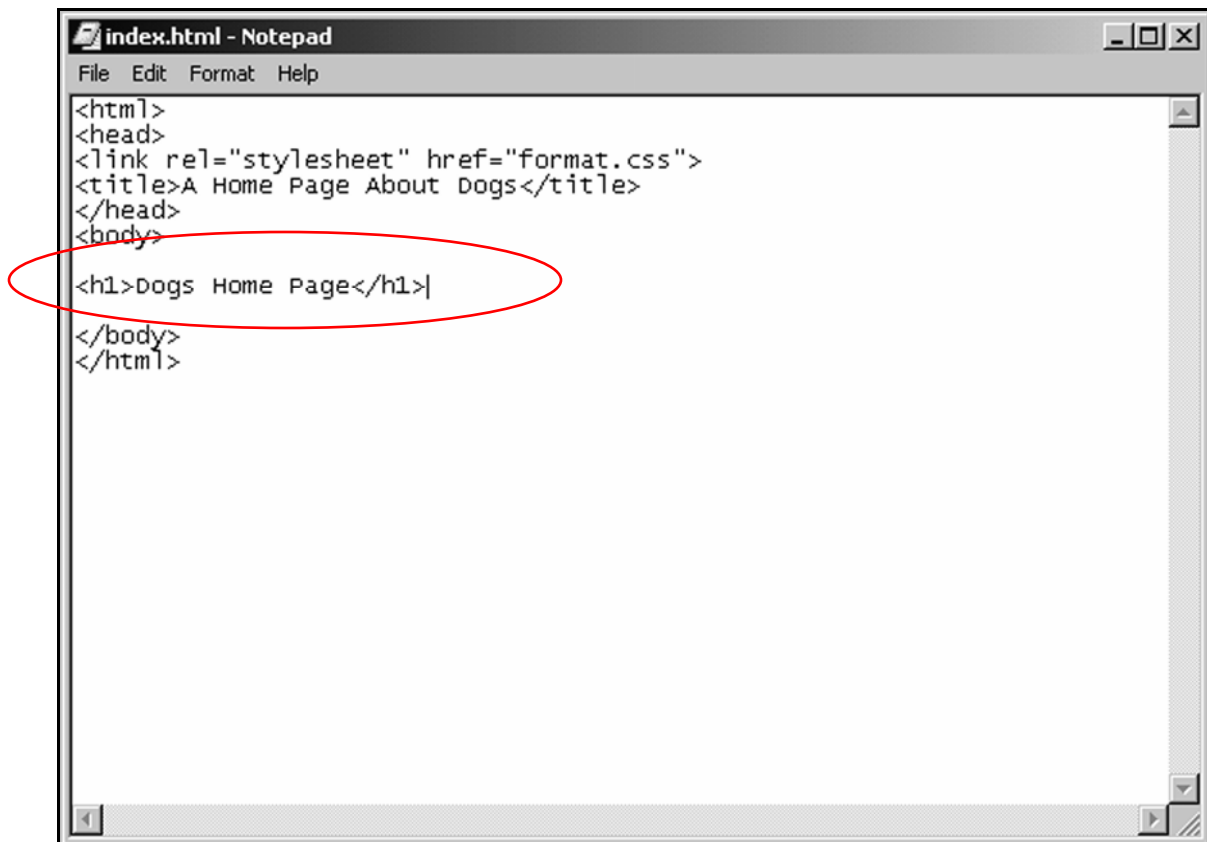 index.html - Notepad
File Edit Format Help
<html>
<head>
<link rel="stylesheet" href="format.css">
<title>A Home Page About Dogs</title>
</head>
<body>
<h1>Dogs Home Page</h1>
</body>
</html>